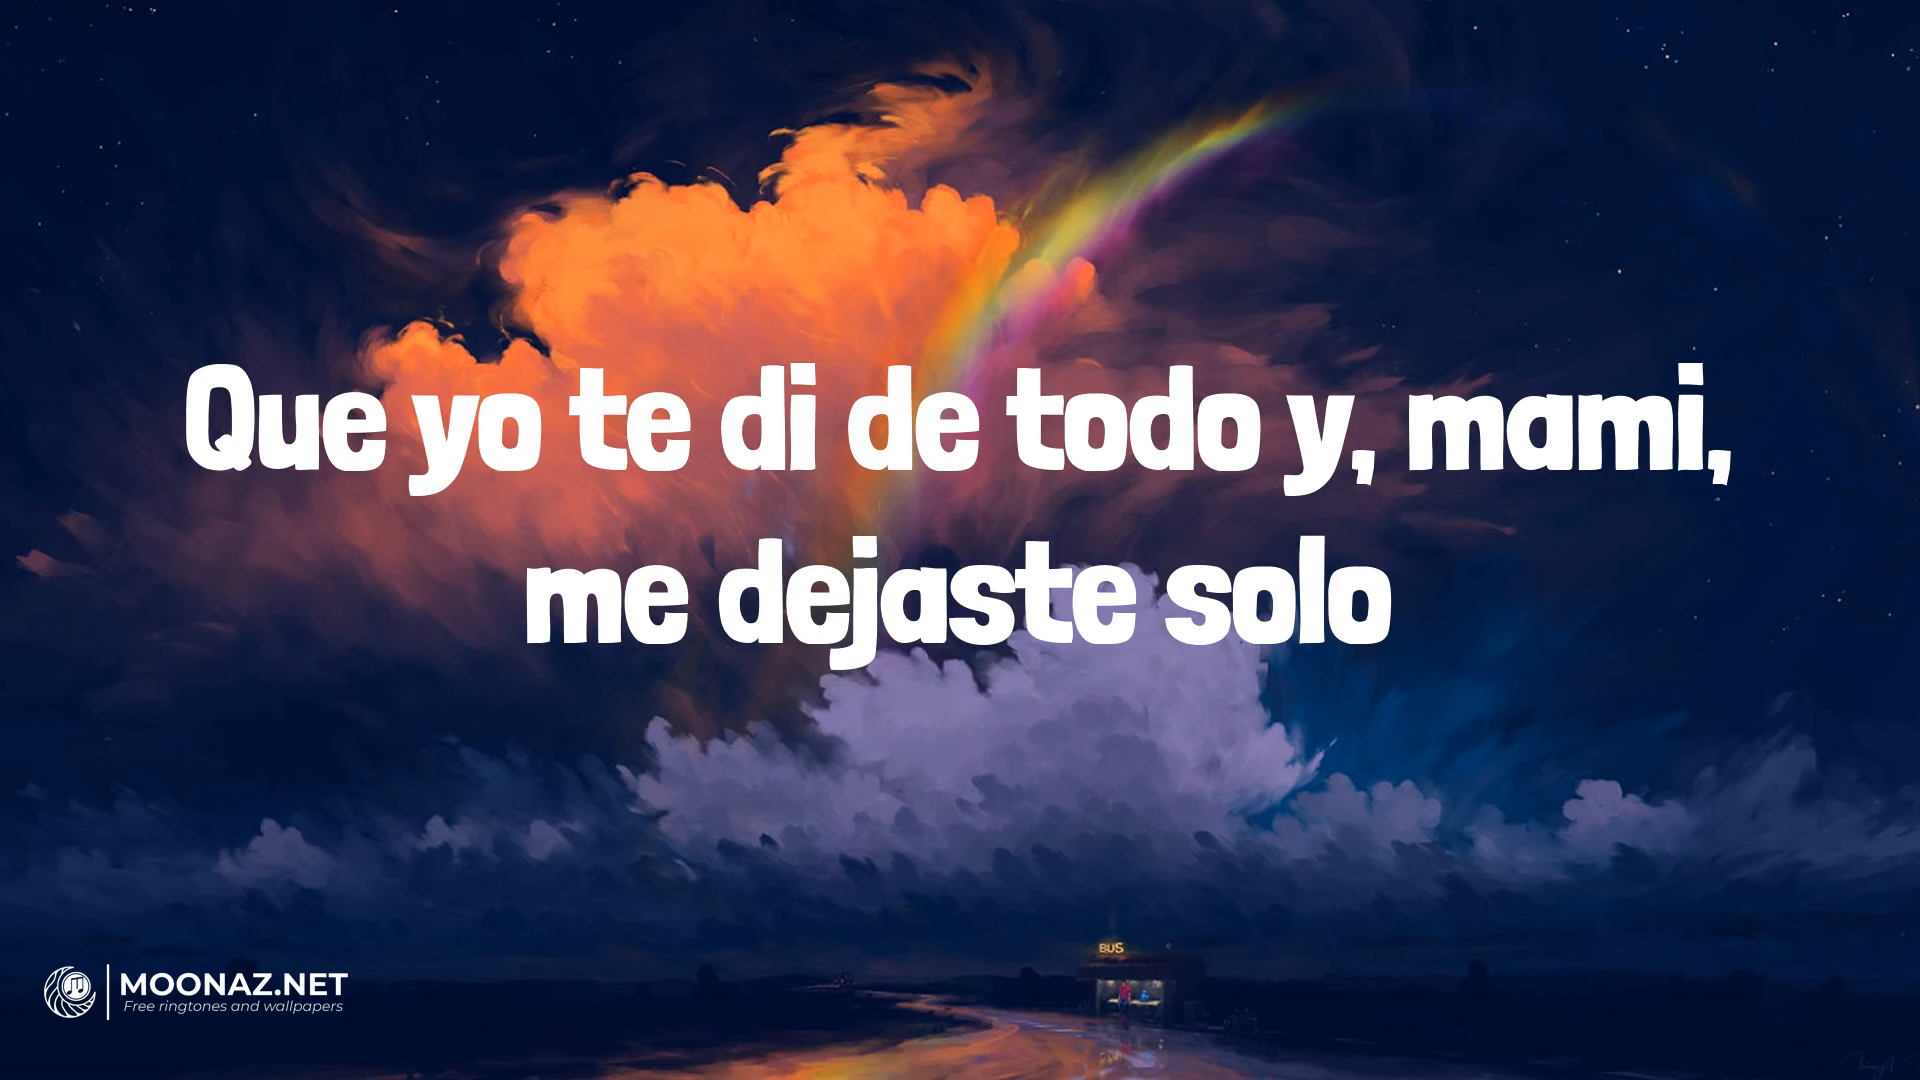 Que yo te di de todo y, mami,
me dejaste solo
BUS
MOONAZ.NET
Free ringtones and wallpapers